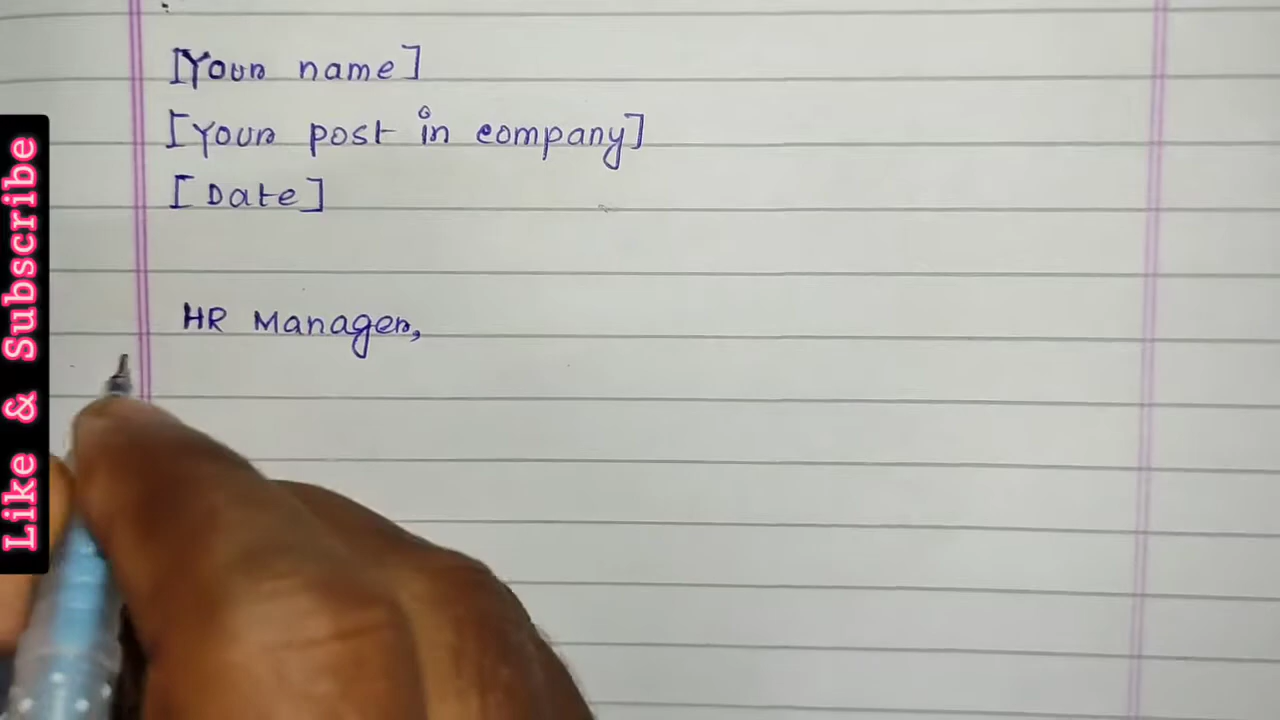 [Your name]
[Your post in company]
[Date]
HR Manager,
Like & Subscribe